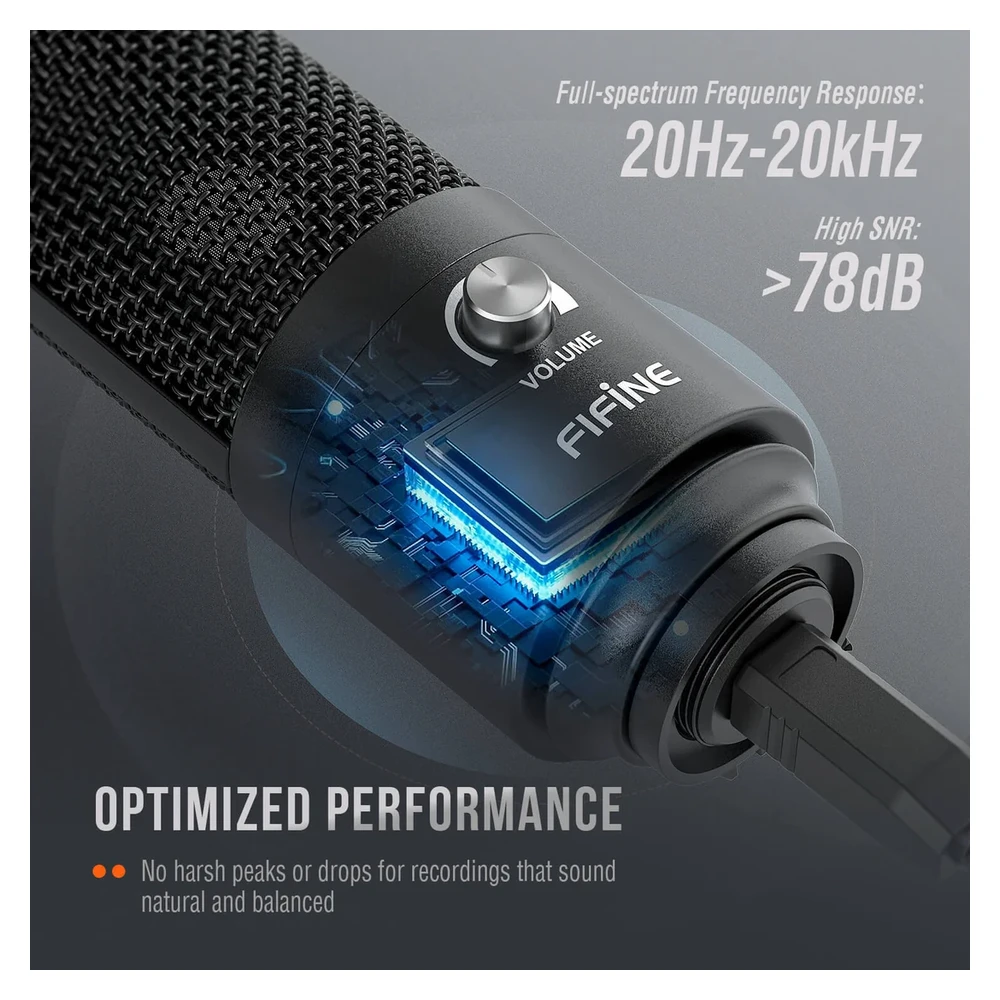 Full-spectrum Frequency Response:
20Hz-20kHz
High SNR:
>78dB
VOLUME
FIFINE
OPTIMIZED PERFORMANCE
No harsh peaks or drops for recordings that sound
natural and balanced